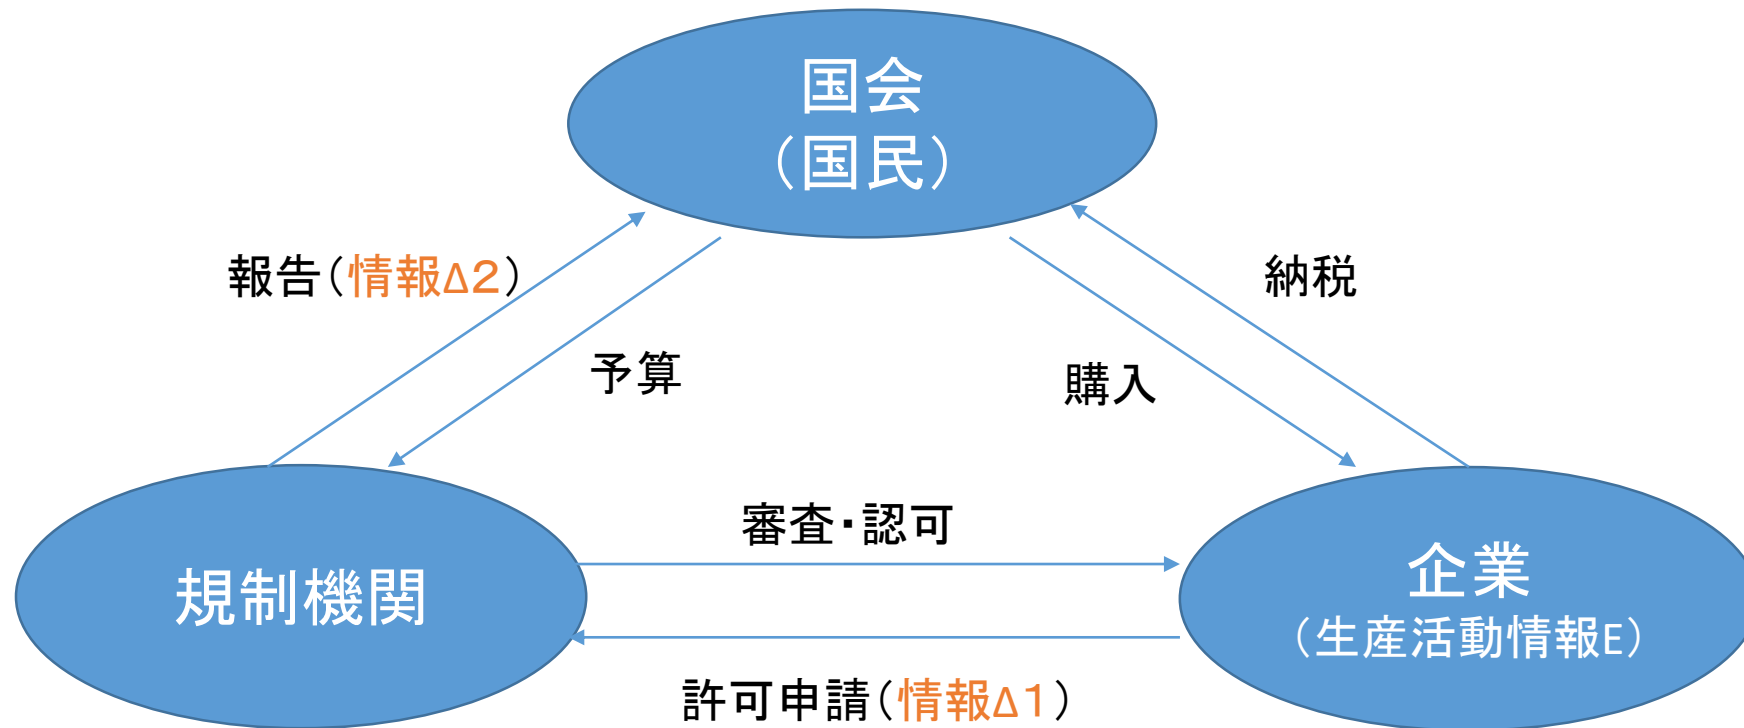 国会
（国民）
報告（情報Δ２）
納税
予算
購入
審査・認可
規制機関
企業
（生産活動情報E）
許可申請（情報Δ１）